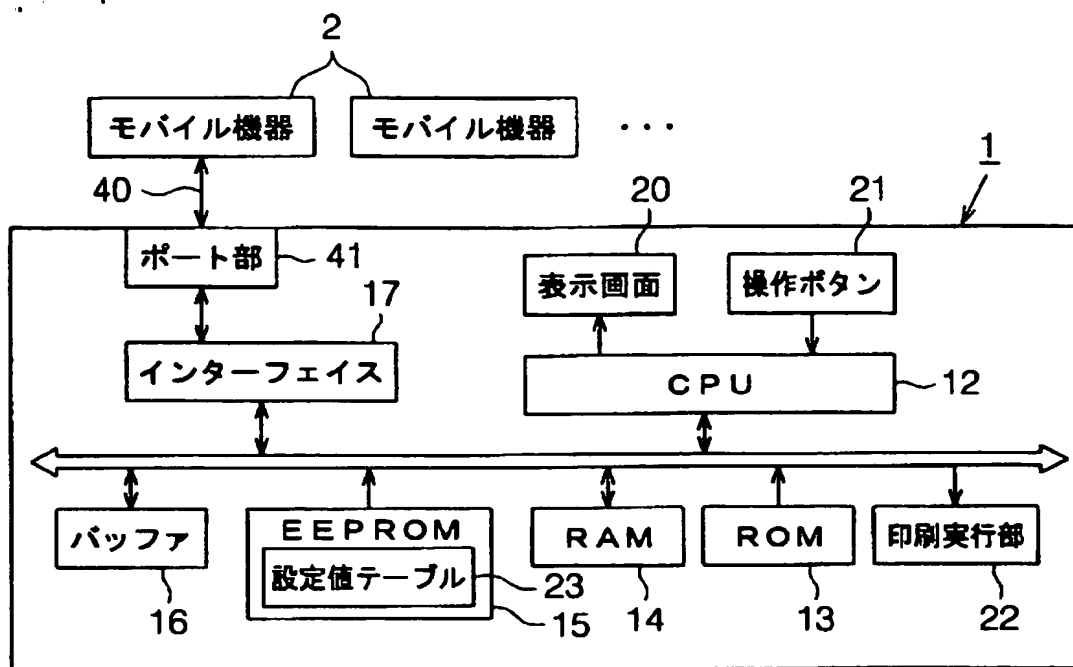 2
モバイル機器 モバイル機器 ・・・
1
40
20 21
ポート部 41
表示画面 操作ボタン
17
インターフェイス
CPU 12
バッファ EEPROM RAM ROM 印刷実行部
設定値テーブル 23
16 15 14 13 22